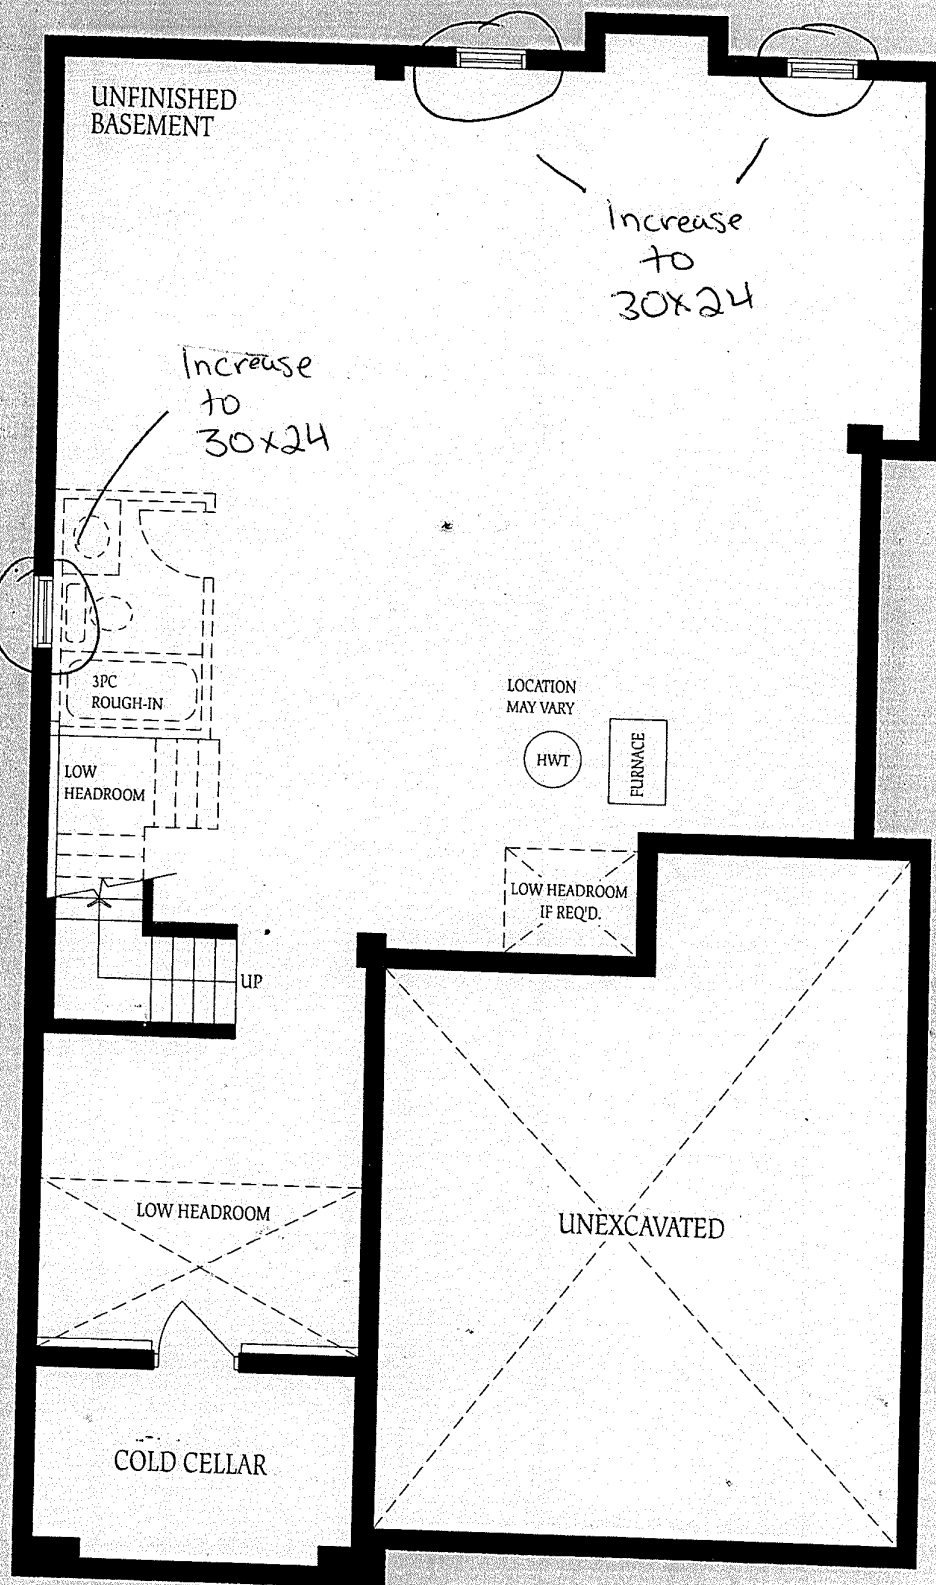 UNFINISHED
BASEMENT
Increase
to
30x24
Increase
to
30x24
3PC
ROUGH-IN
LOCATION
MAY VARY
HWT
FURNACE
LOW
HEADROOM
LOW HEADROOM
IF REQ'D.
UP
LOW HEADROOM
UNEXCAVATED
COLD CELLAR